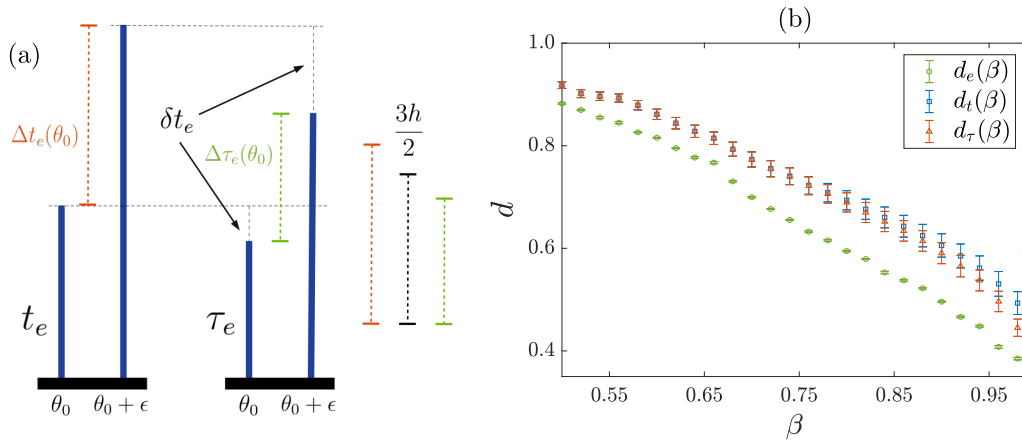 (a)
Δt_e(θ_0)
δt_e
Δτ_e(θ_0)
3h
2
t_e
τ_e
θ_0
θ_0 + ϵ
θ_0
θ_0 + ϵ
(b)
1.0
0.8
d
0.6
0.4
0.55
0.65
0.75
0.85
0.95
β
d_e(β)
d_t(β)
d_τ(β)